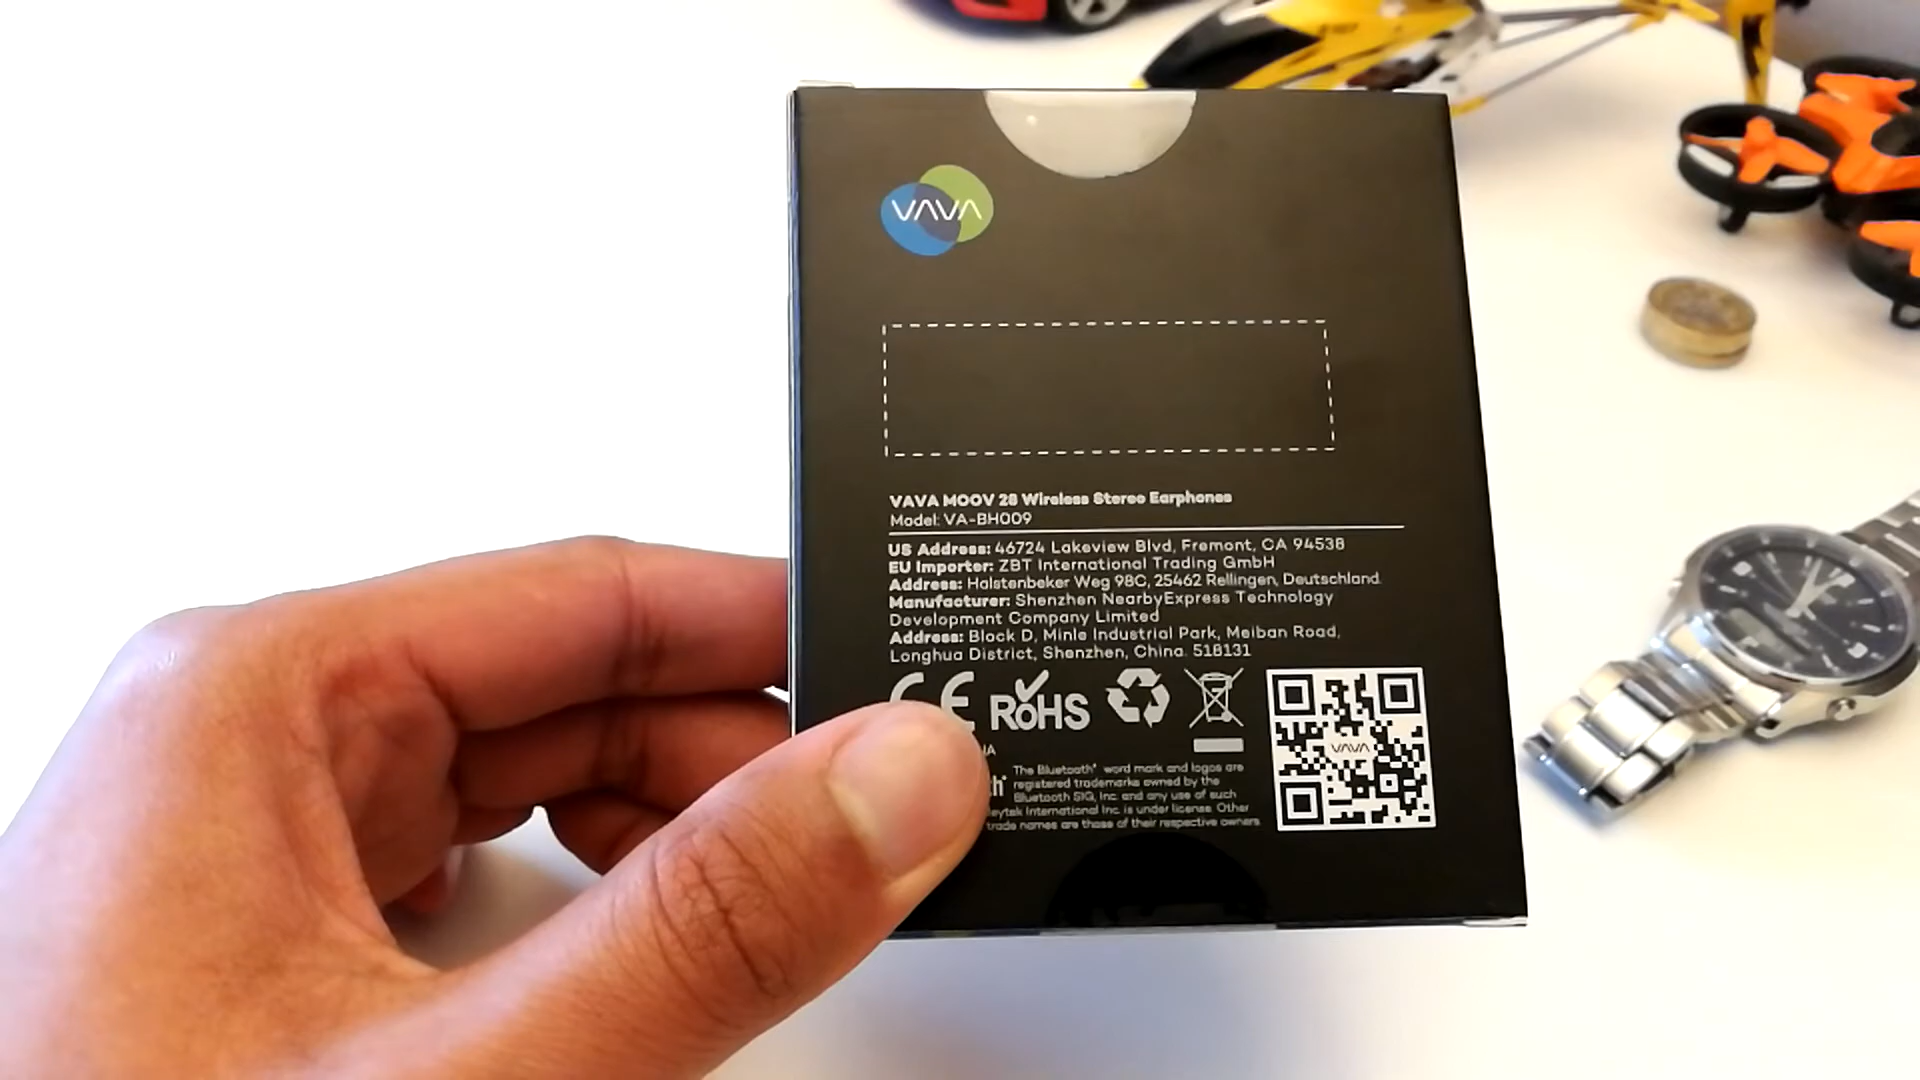 VAVA
VAVA MOOV 28 Wireless Stereo Earphones
Model: VA-BH009
US Address: 46724 Lakeview Blvd, Fremont, CA 94538
EU Importer: ZBT International Trading GmbH
Address: Halstenbeker Weg 98C, 25462 Rellingen, Deutschland.
Manufacturer: Shenzhen NearbyExpress Technology
Development Company Limited
Address: Block D, Minle Industrial Park, Meiban Road,
Longhua District, Shenzhen, China. 518131
CE RoHS
VAVA
The Bluetooth® word mark and logos are
registered trademarks owned by the
Bluetooth SIG, Inc. and any use of such
International Inc. is under license. Other
trade names are those of their respective owners